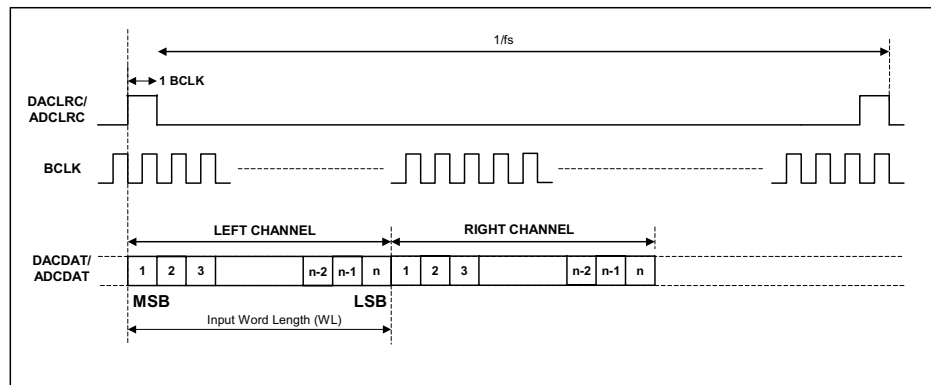 1/fs
1 BCLK
DACLRC/
ADCLRC
BCLK
LEFT CHANNEL RIGHT CHANNEL
DACDAT/
ADCDAT
1 2 3 n-2 n-1 n 1 2 3 n-2 n-1 n
MSB LSB
Input Word Length (WL)